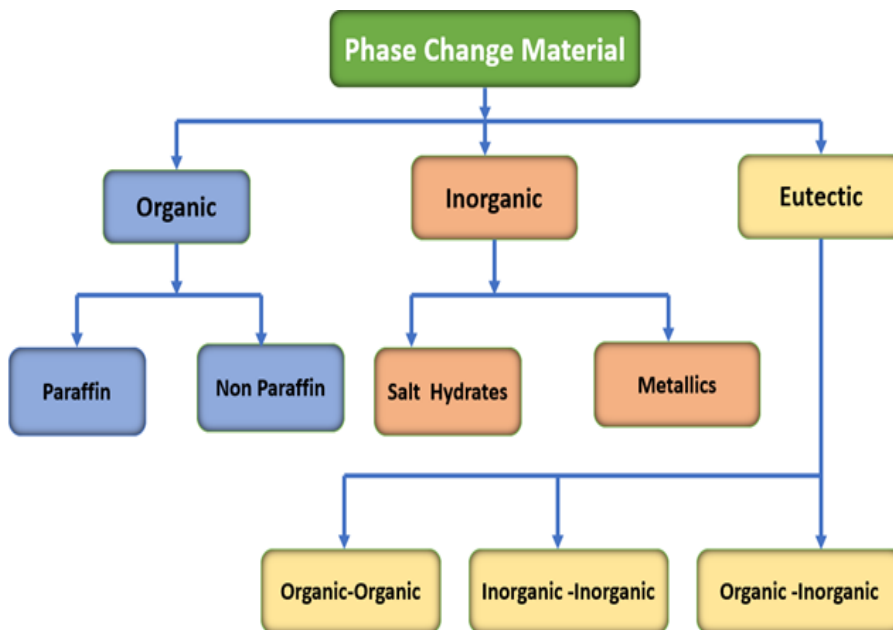 Phase Change Material
Organic
Inorganic
Eutectic
Paraffin
Non Paraffin
Salt Hydrates
Metallics
Organic-Organic
Inorganic -Inorganic
Organic -Inorganic